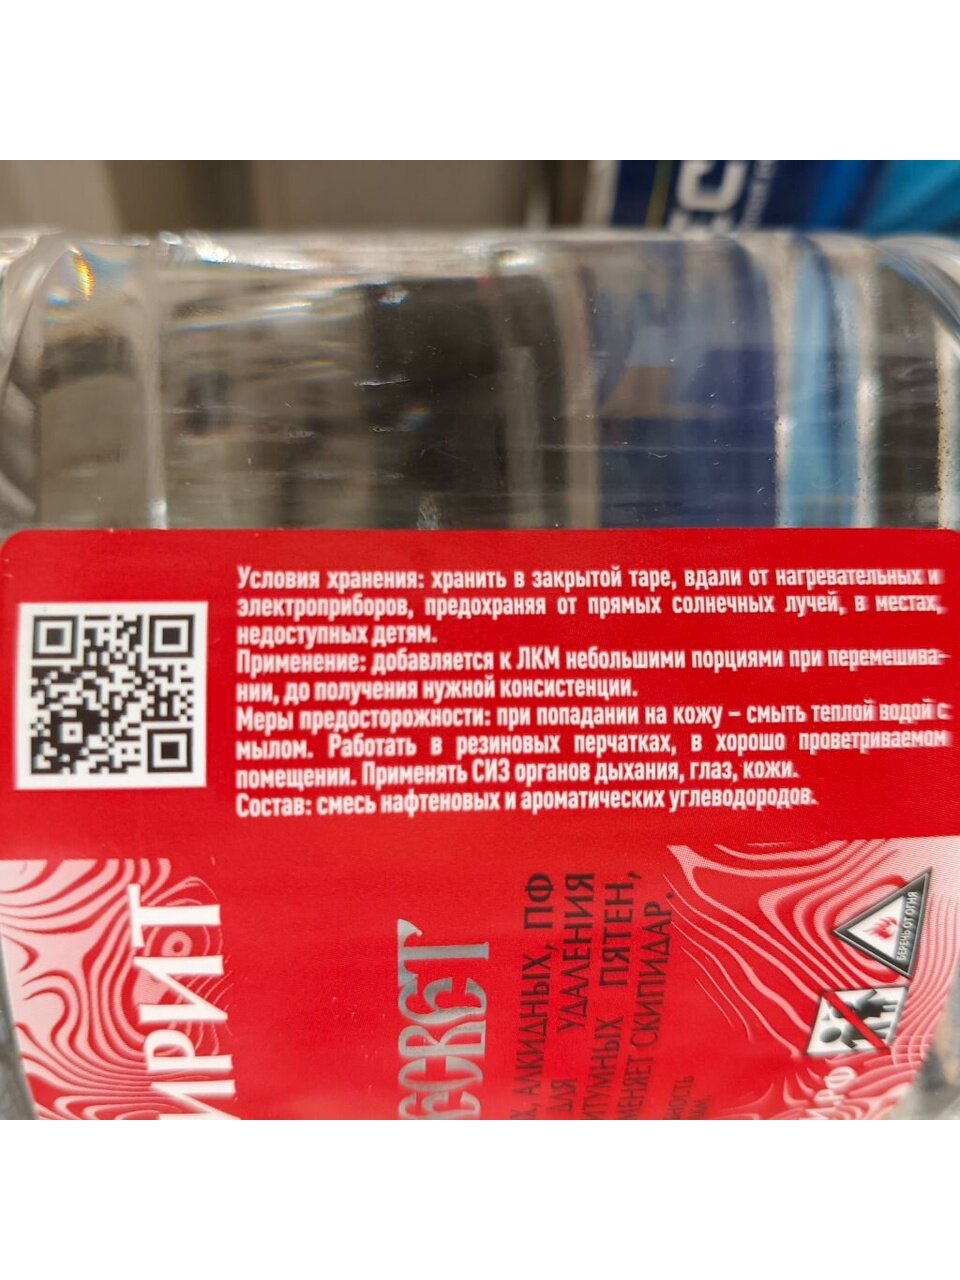 ЕС
Условия хранения: хранить в закрытой таре, вдали от нагревательных и
электроприборов, предохраняя от прямых солнечных лучей, в местах,
недоступных детям.
Применение: добавляется к ЛКМ небольшими порциями при перемешива-
нии, до получения нужной консистенции.
Меры предосторожности: при попадании на кожу – смыть теплой водой с
мылом. Работать в резиновых перчатках, в хорошо проветриваемом
помещении. Применять СИЗ органов дыхания, глаз, кожи.
Состав: смесь нафтеновых и ароматических углеводородов.
ИРИТ
ECRET
Х, АЛКИДНЫХ, ПФ
ДЛЯ УДАЛЕНИЯ
ИТУМНЫХ ПЯТЕН,
МЕНЯЕТ СКИПИДАР.
БЕРЕЧЬ ОТ ОГНЯ